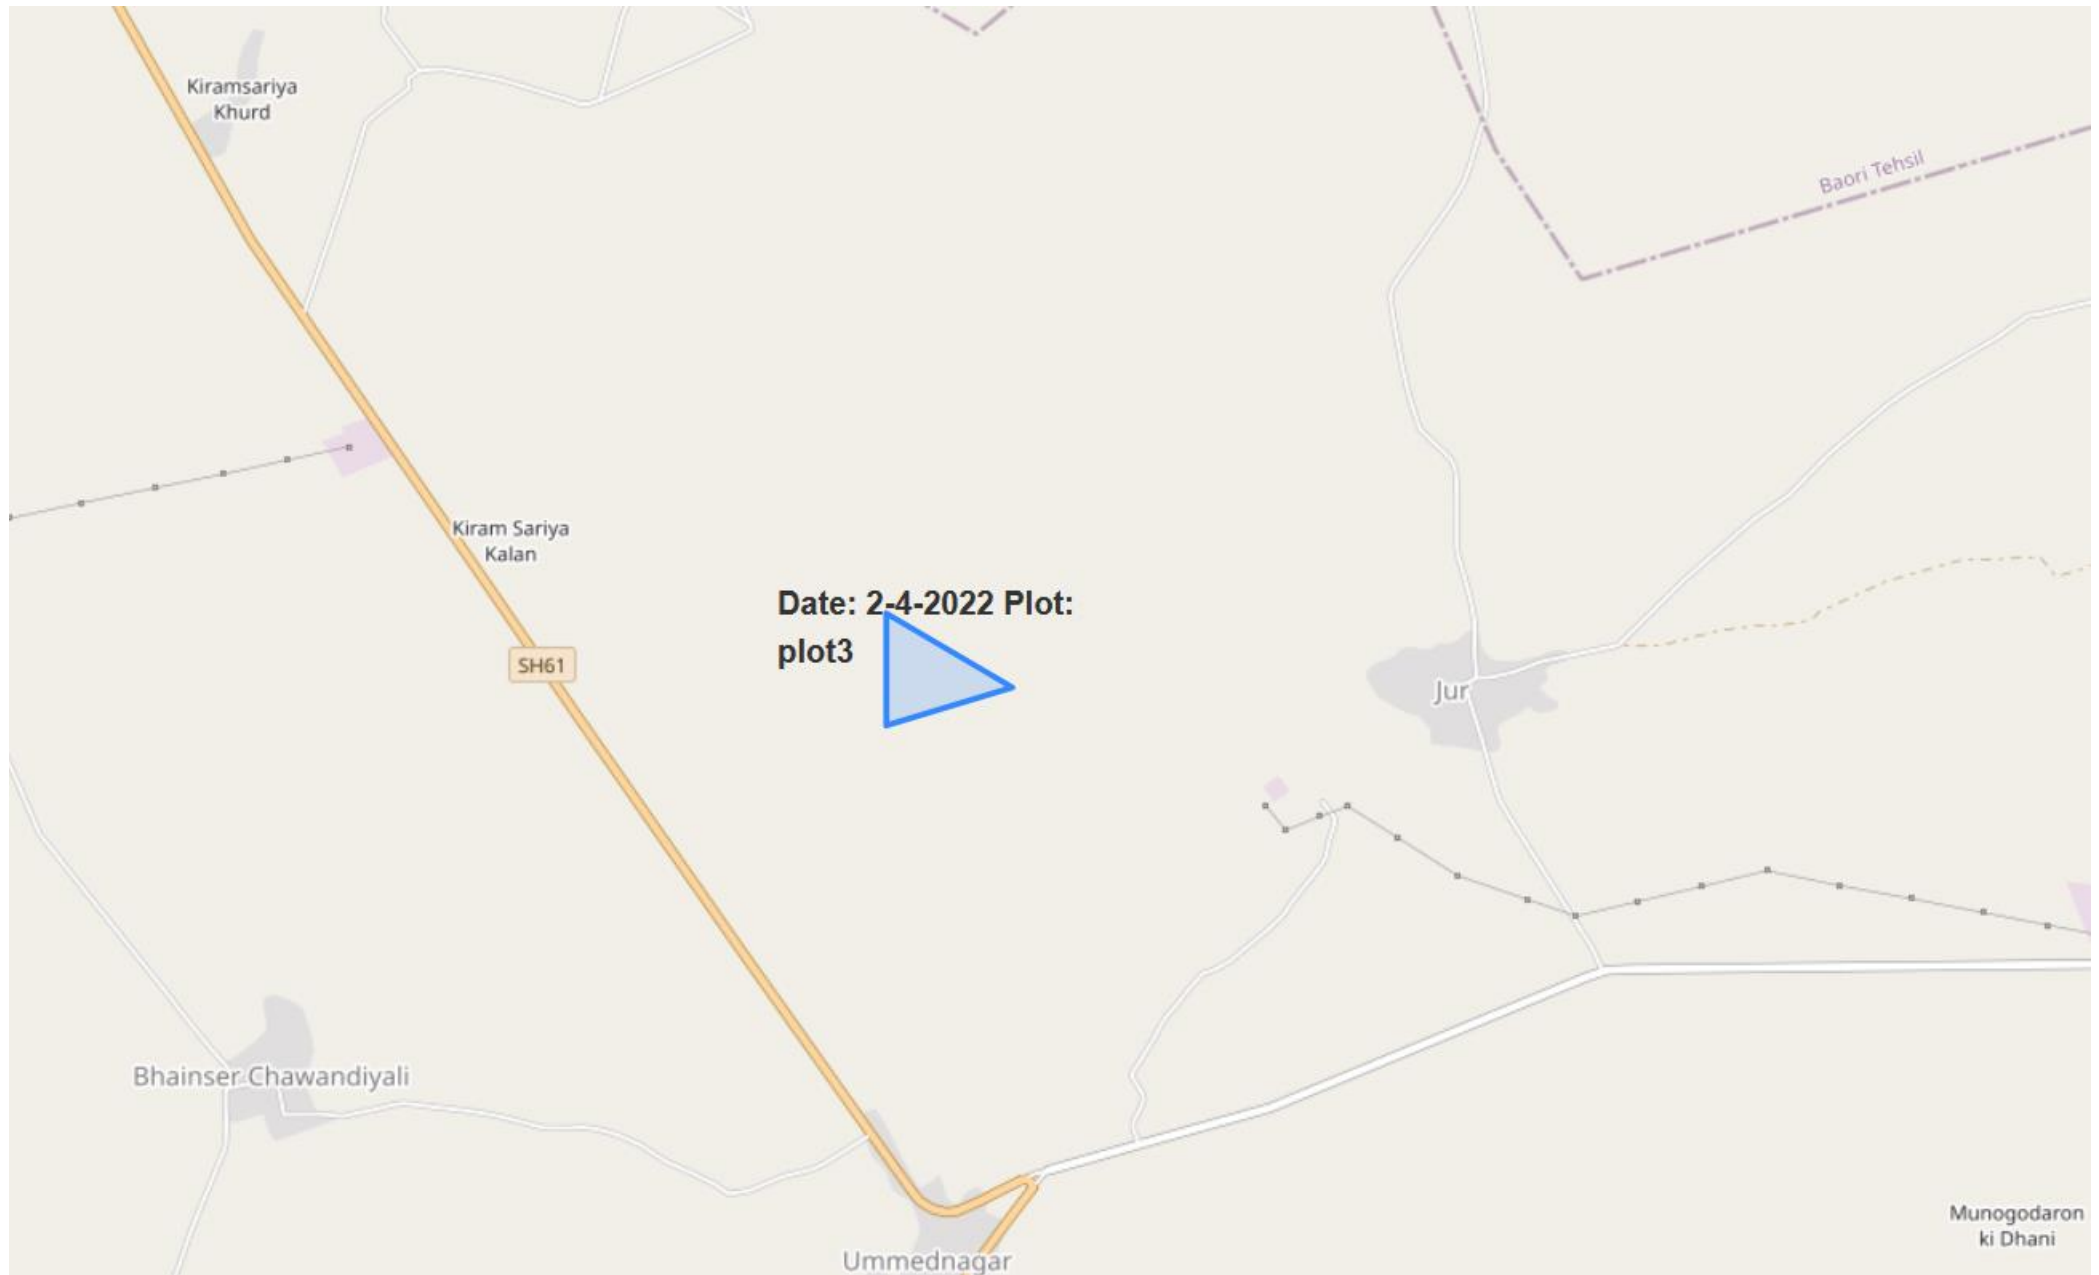 Kiramsariya
Khurd
Baori Tehsil
Kiram Sariya
Kalan
Date: 2-4-2022 Plot:
plot3
SH61
Jur
Bhainser Chawandiyali
Munogodaron
ki Dhani
Ummednagar